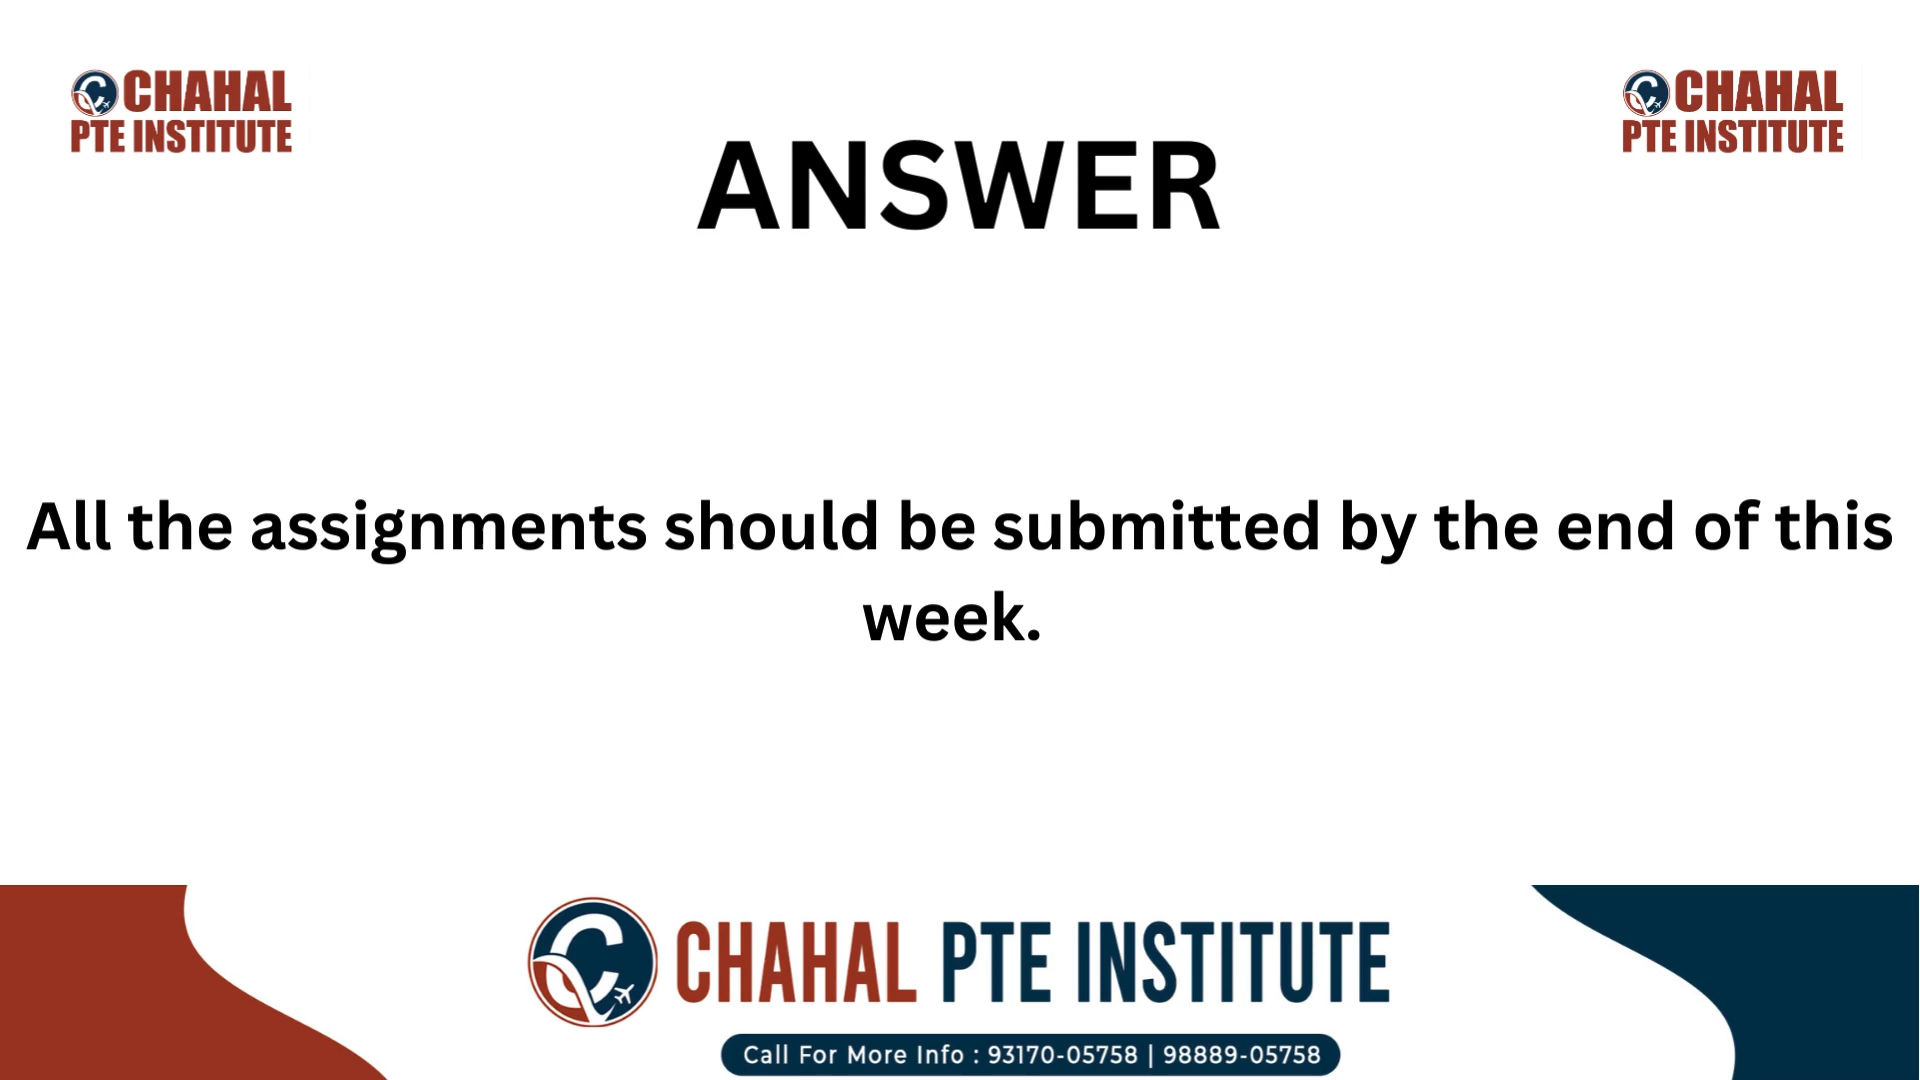 CHAHAL
PTE INSTITUTE
CHAHAL
PTE INSTITUTE
ANSWER
All the assignments should be submitted by the end of this
week.
CHAHAL PTE INSTITUTE
Call For More Info : 93170-05758 | 98889-05758